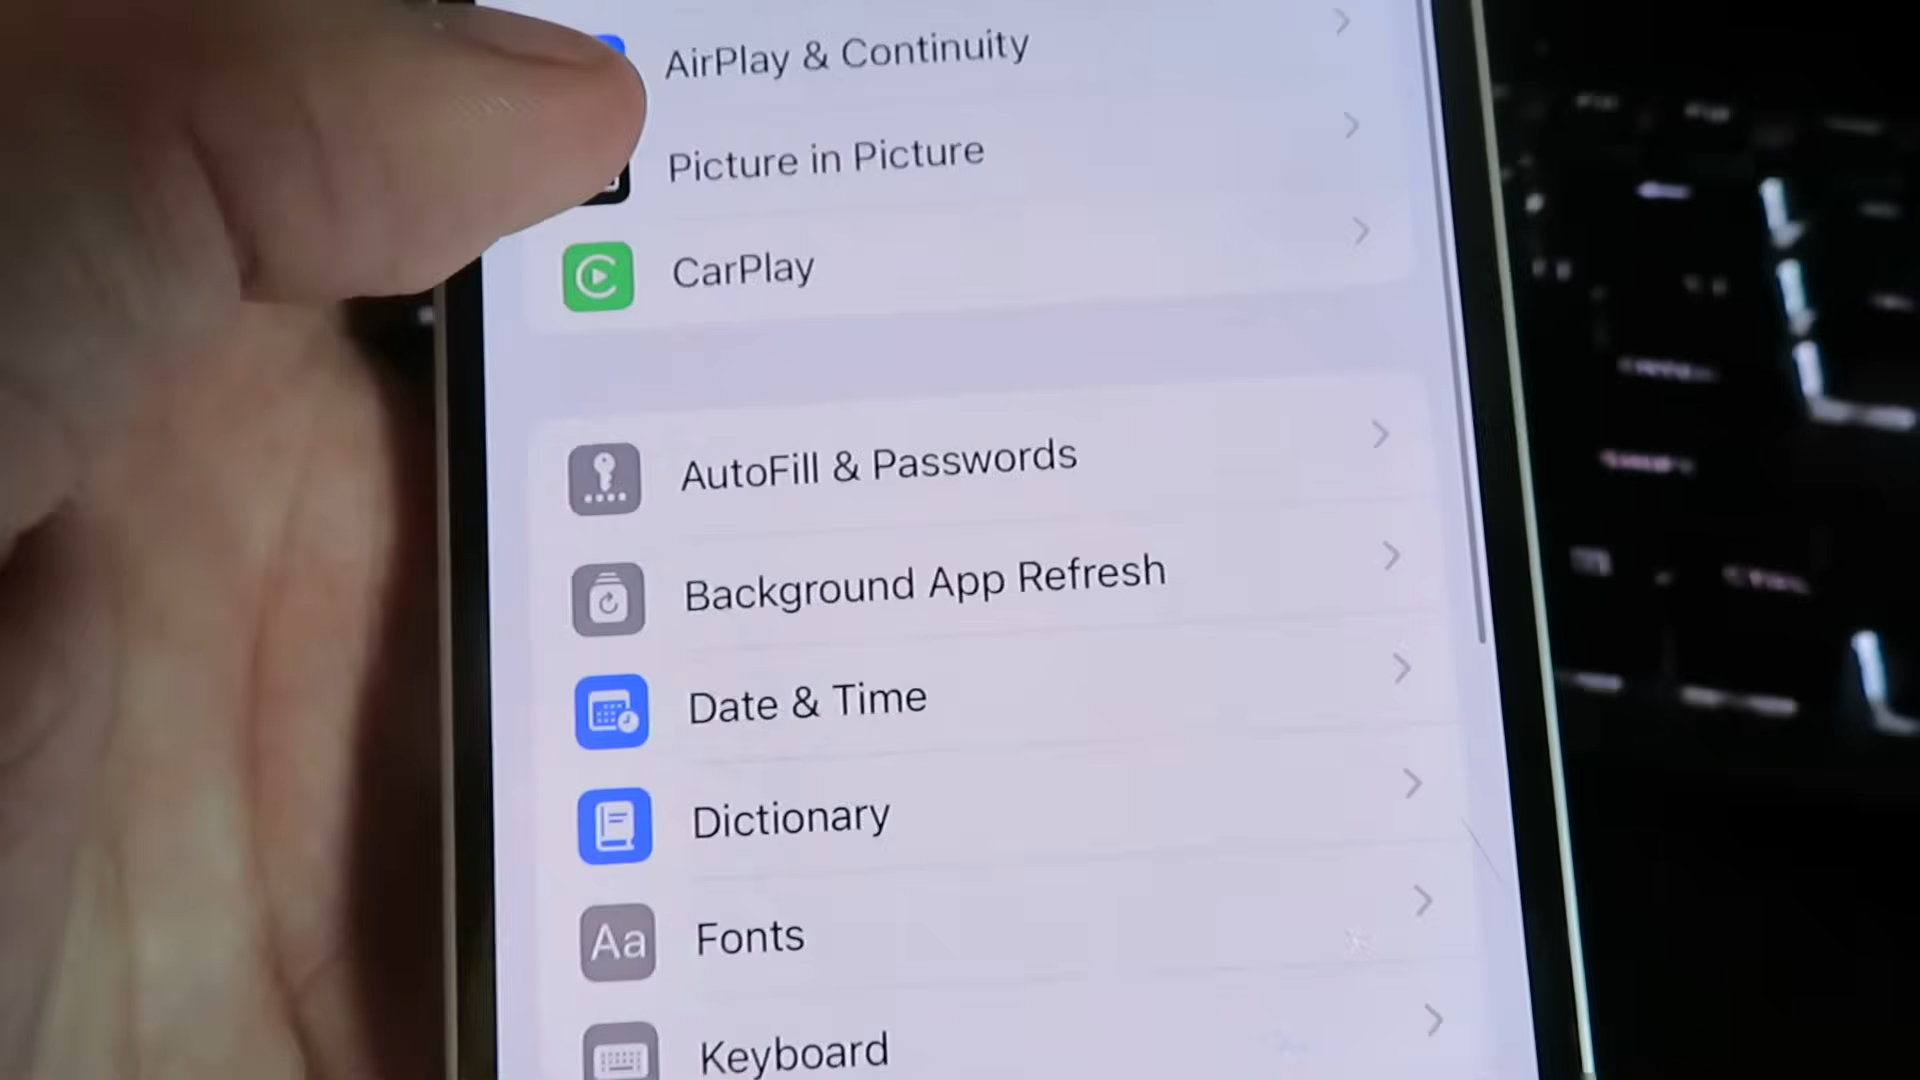 AirPlay & Continuity
Picture in Picture
CarPlay
AutoFill & Passwords
Background App Refresh
Date & Time
Dictionary
Aa Fonts
Keyboard